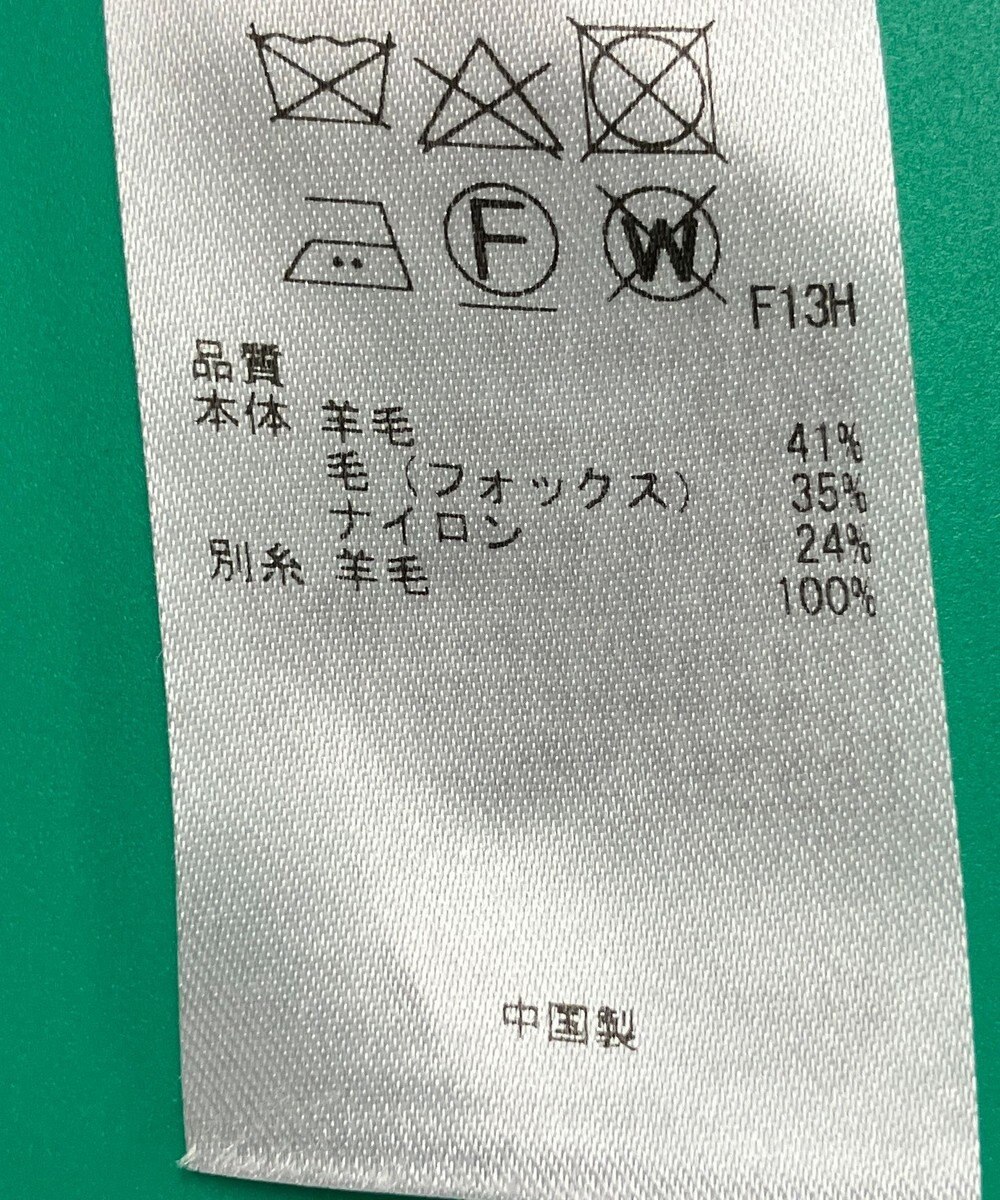 F W F13H
品質
本体 羊毛 41%
毛(フォックス) 35%
ナイロン 24%
別糸 羊毛 100%
中国製